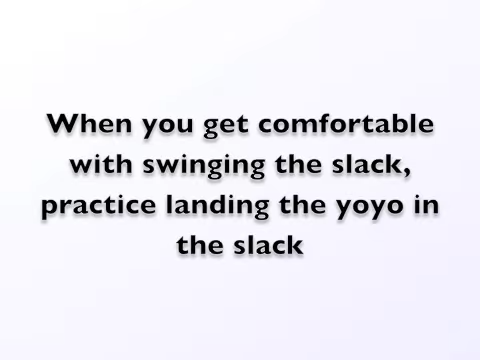 When you get comfortable
with swinging the slack,
practice landing the yoyo in
the slack